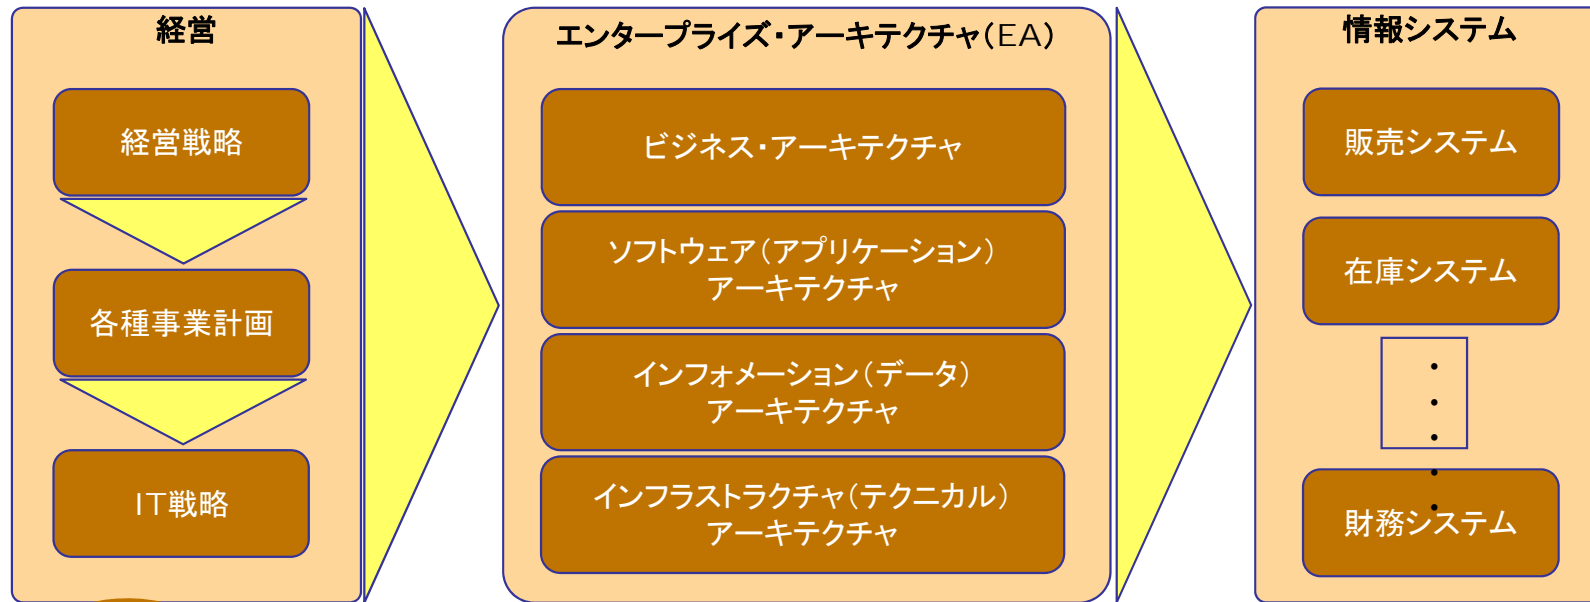 経営
経営戦略
各種事業計画
IT戦略
エンタープライズ・アーキテクチャ(EA)
ビジネス・アーキテクチャ
ソフトウェア(アプリケーション)
アーキテクチャ
インフォメーション(データ)
アーキテクチャ
インフラストラクチャ(テクニカル)
アーキテクチャ
情報システム
販売システム
在庫システム
・
・
・
・
・
財務システム